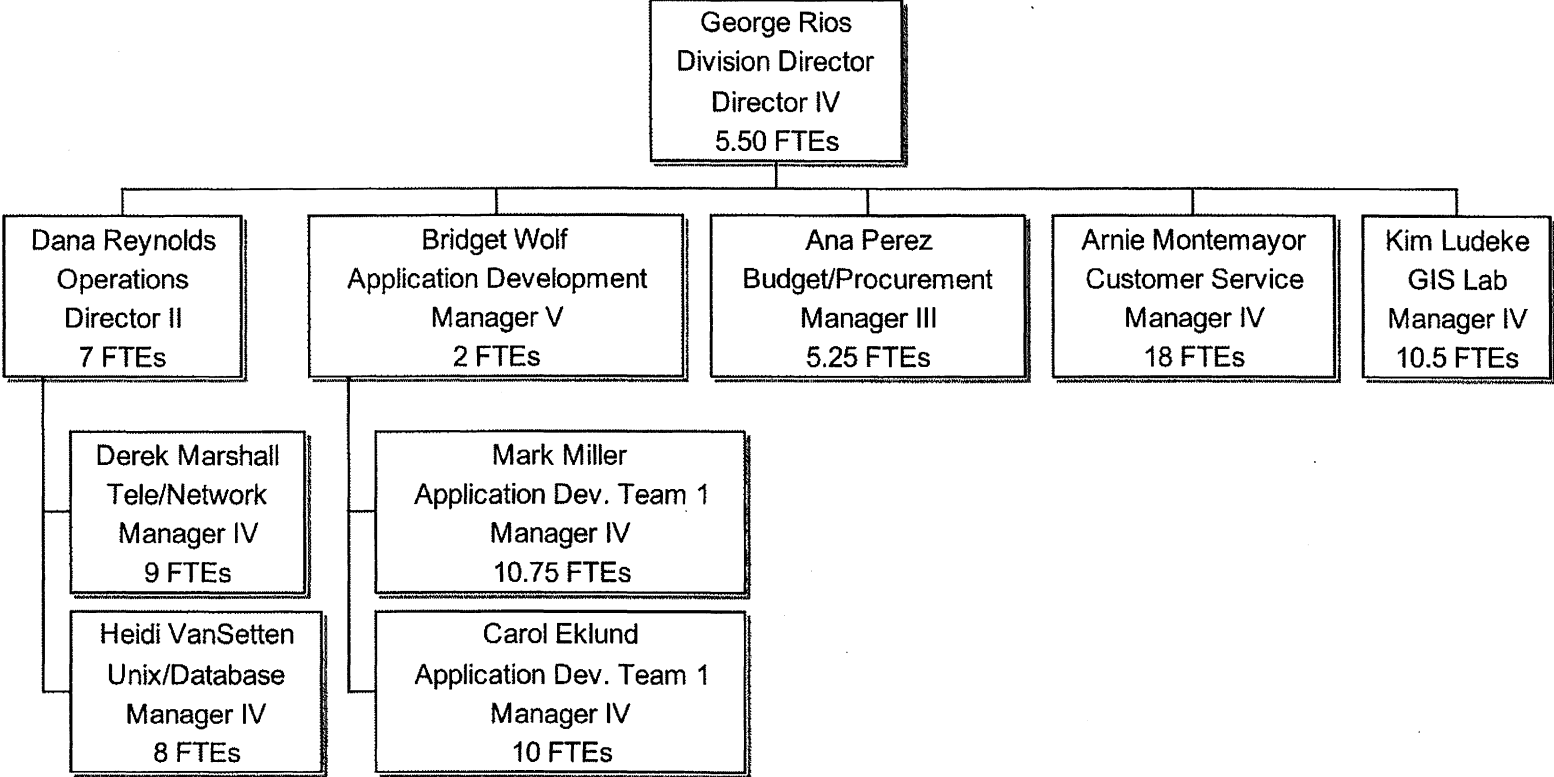 George Rios
Division Director
Director IV
5.50 FTEs
Dana Reynolds
Operations
Director II
7 FTEs
Bridget Wolf
Application Development
Manager V
2 FTEs
Ana Perez
Budget/Procurement
Manager III
5.25 FTEs
Arnie Montemayor
Customer Service
Manager IV
18 FTEs
Kim Ludeke
GIS Lab
Manager IV
10.5 FTEs
Derek Marshall
Tele/Network
Manager IV
9 FTEs
Heidi VanSetten
Unix/Database
Manager IV
8 FTEs
Mark Miller
Application Dev. Team 1
Manager IV
10.75 FTEs
Carol Eklund
Application Dev. Team 1
Manager IV
10 FTEs